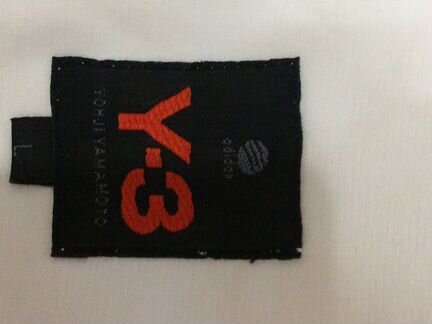 adidas
Y-3
YOHJI YAMAMOTO
L